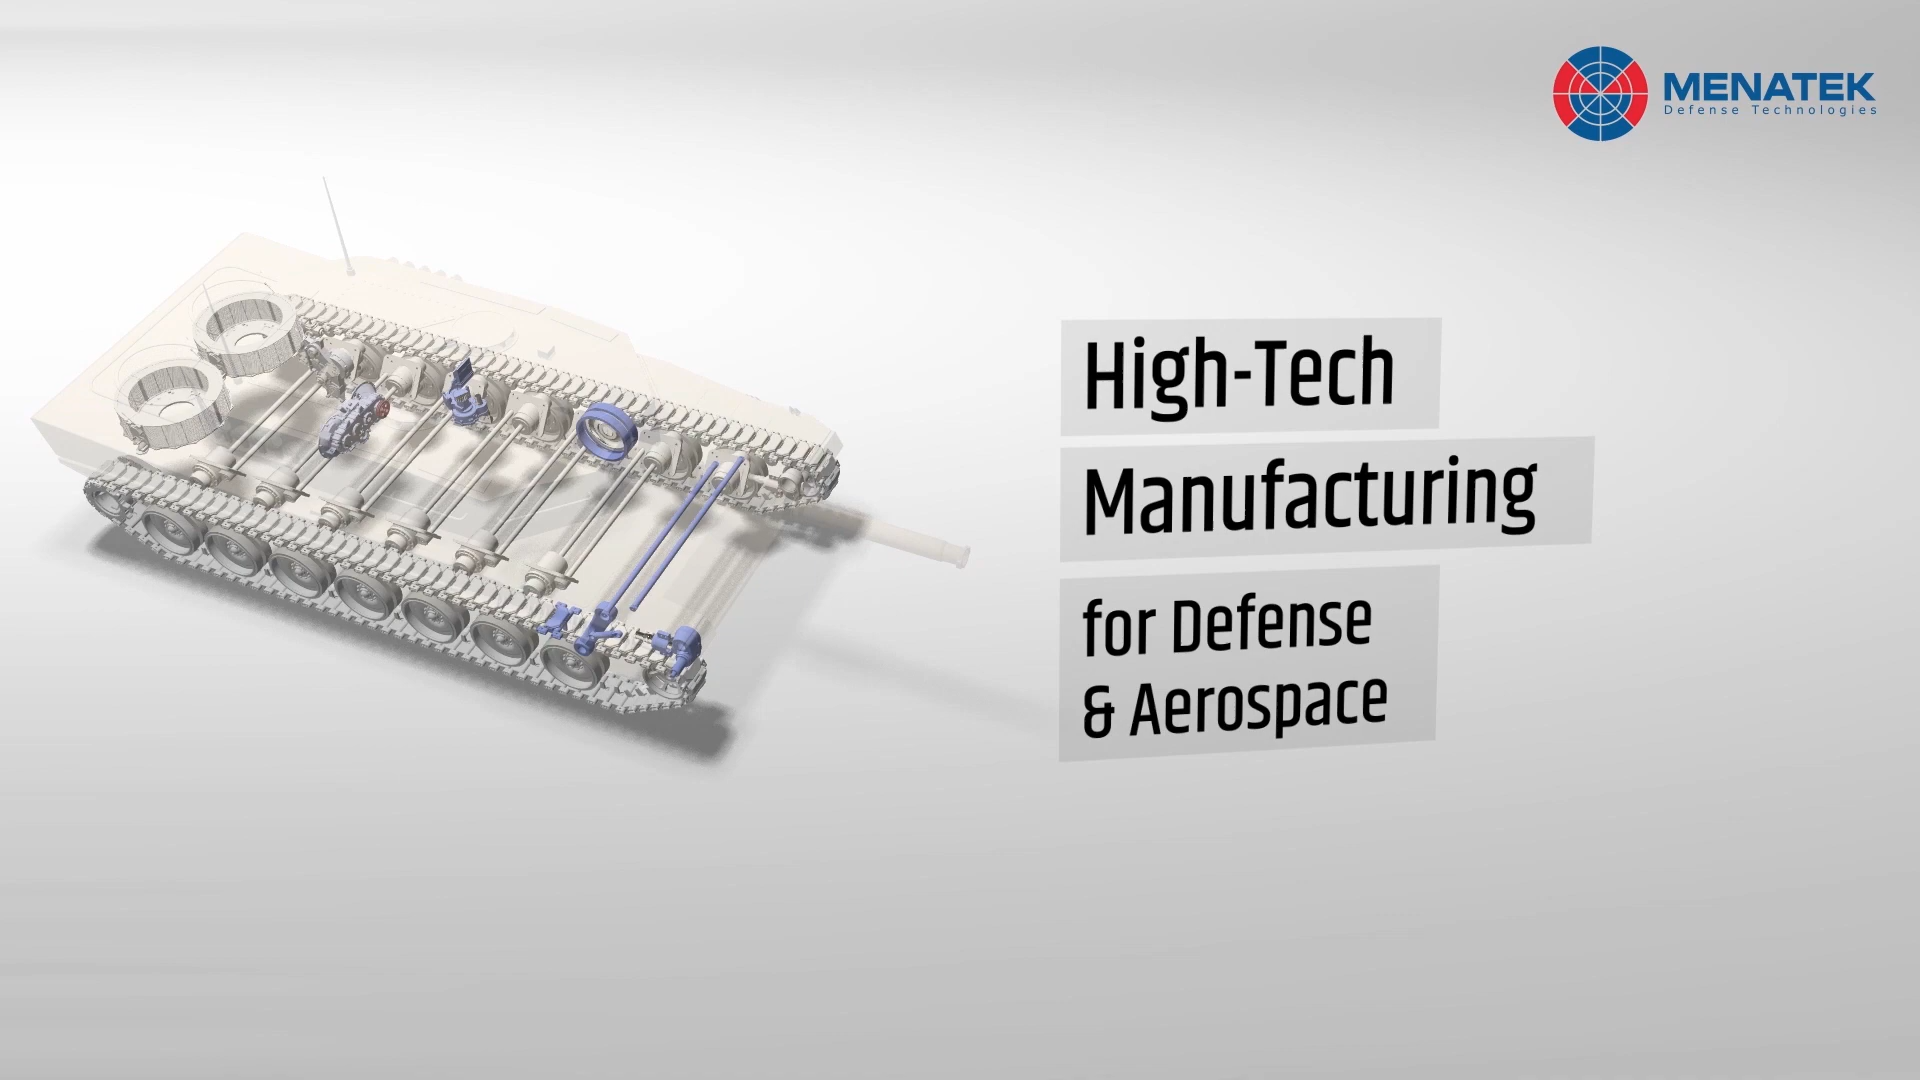 MENATEK
Defense Technologies
High-Tech
Manufacturing
for Defense
& Aerospace